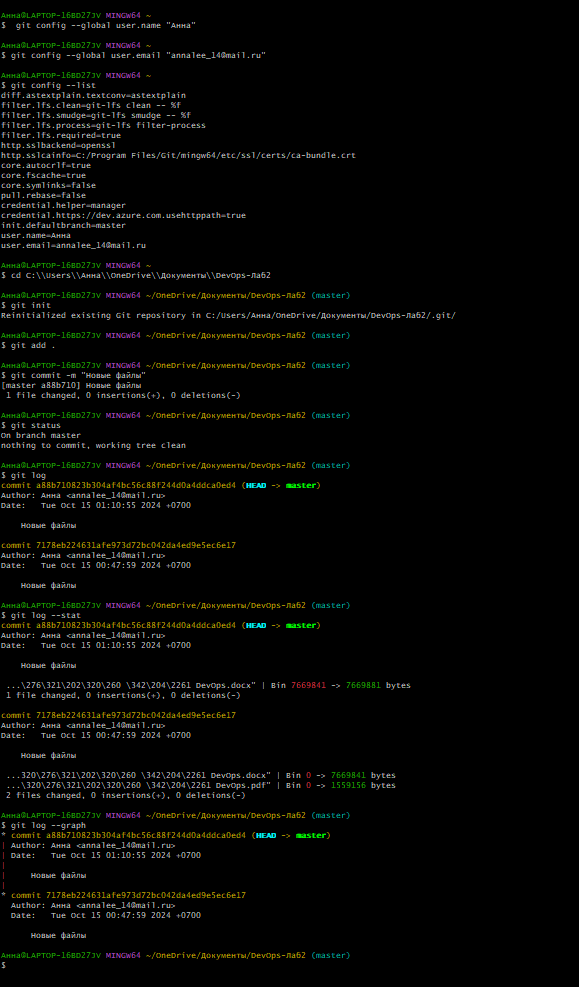 Анна@LAPTOP-16BD27JV MINGW64 ~
$  git config --global user.name "Анна"
Анна@LAPTOP-16BD27JV MINGW64 ~
$ git config --global user.email "annalee_14@mail.ru"
Анна@LAPTOP-16BD27JV MINGW64 ~
$ git config --list
diff.astextplain.textconv=astextplain
filter.lfs.clean=git-lfs clean -- %f
filter.lfs.smudge=git-lfs smudge -- %f
filter.lfs.process=git-lfs filter-process
filter.lfs.required=true
http.sslbackend=openssl
http.sslcainfo=C:/Program Files/Git/mingw64/etc/ssl/certs/ca-bundle.crt
core.autocrlf=true
core.fscache=true
core.symlinks=false
pull.rebase=false
credential.helper=manager
credential.https://dev.azure.com.usehttppath=true
init.defaultbranch=master
user.name=Анна
user.email=annalee_14@mail.ru
Анна@LAPTOP-16BD27JV MINGW64 ~
$ cd C:\\Users\\Анна\\OneDrive\\Документы\\DevOps-Лаб2
Анна@LAPTOP-16BD27JV MINGW64 ~/OneDrive/Документы/DevOps-Лаб2 (master)
$ git init
Reinitialized existing Git repository in C:/Users/Анна/OneDrive/Документы/DevOps-Лаб2/.git/
Анна@LAPTOP-16BD27JV MINGW64 ~/OneDrive/Документы/DevOps-Лаб2 (master)
$ git add .
Анна@LAPTOP-16BD27JV MINGW64 ~/OneDrive/Документы/DevOps-Лаб2 (master)
$ git commit -m "Новые файлы"
[master a88b710] Новые файлы
 1 file changed, 0 insertions(+), 0 deletions(-)
Анна@LAPTOP-16BD27JV MINGW64 ~/OneDrive/Документы/DevOps-Лаб2 (master)
$ git status
On branch master
nothing to commit, working tree clean
Анна@LAPTOP-16BD27JV MINGW64 ~/OneDrive/Документы/DevOps-Лаб2 (master)
$ git log
commit a88b710823b304af4bc56c88f244d0a4ddca0ed4 (HEAD -> master)
Author: Анна <annalee_14@mail.ru>
Date:   Tue Oct 15 01:10:55 2024 +0700
    Новые файлы
commit 7178eb224631afe973d72bc042da4ed9e5ec6e17
Author: Анна <annalee_14@mail.ru>
Date:   Tue Oct 15 00:47:59 2024 +0700
    Новые файлы
Анна@LAPTOP-16BD27JV MINGW64 ~/OneDrive/Документы/DevOps-Лаб2 (master)
$ git log --stat
commit a88b710823b304af4bc56c88f244d0a4ddca0ed4 (HEAD -> master)
Author: Анна <annalee_14@mail.ru>
Date:   Tue Oct 15 01:10:55 2024 +0700
    Новые файлы
 ...\276\321\202\320\260 \342\204\2261 DevOps.docx" | Bin 7669841 -> 7669881 bytes
 1 file changed, 0 insertions(+), 0 deletions(-)
commit 7178eb224631afe973d72bc042da4ed9e5ec6e17
Author: Анна <annalee_14@mail.ru>
Date:   Tue Oct 15 00:47:59 2024 +0700
    Новые файлы
 ...320\276\321\202\320\260 \342\204\2261 DevOps.docx" | Bin 0 -> 7669841 bytes
 ...\320\276\321\202\320\260 \342\204\2261 DevOps.pdf" | Bin 0 -> 1559156 bytes
 2 files changed, 0 insertions(+), 0 deletions(-)
Анна@LAPTOP-16BD27JV MINGW64 ~/OneDrive/Документы/DevOps-Лаб2 (master)
$ git log --graph
* commit a88b710823b304af4bc56c88f244d0a4ddca0ed4 (HEAD -> master)
| Author: Анна <annalee_14@mail.ru>
| Date:   Tue Oct 15 01:10:55 2024 +0700
|
|     Новые файлы
|
* commit 7178eb224631afe973d72bc042da4ed9e5ec6e17
  Author: Анна <annalee_14@mail.ru>
  Date:   Tue Oct 15 00:47:59 2024 +0700
      Новые файлы
Анна@LAPTOP-16BD27JV MINGW64 ~/OneDrive/Документы/DevOps-Лаб2 (master)
$